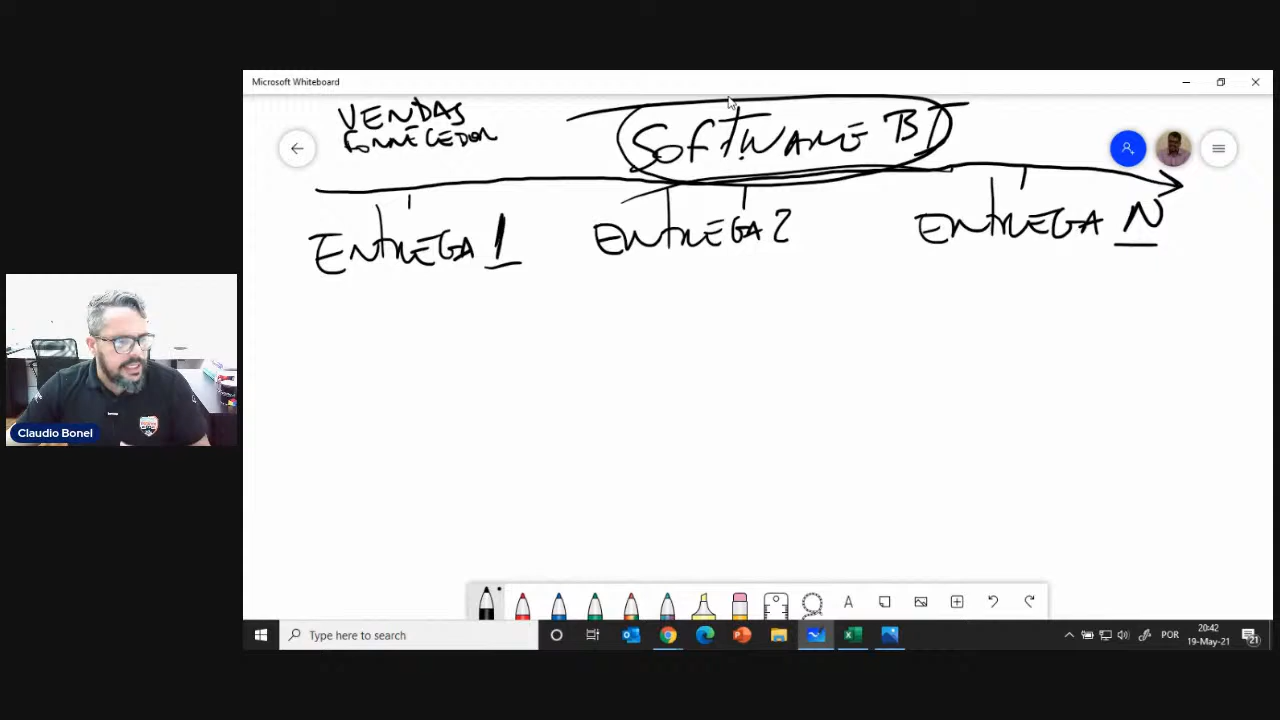 Microsoft Whiteboard
VENDAS
FORNECEDOR
SOFTWARE BI
ENTREGA 1
ENTREGA 2
ENTREGA N
Claudio Bonel
A
Type here to search
POR
20:42
19-May-21
21